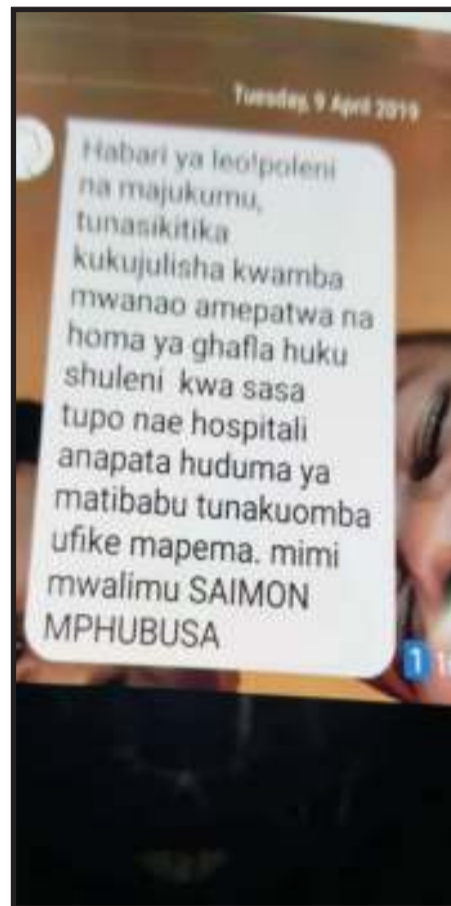 Tuesday, 9 April 2019
Habari ya leo!poleni
na majukumu,
tunasikitika
kukujulisha kwamba
mwanao amepatwa na
homa ya ghafla huku
shuleni kwa sasa
tupo nae hospitali
anapata huduma ya
matibabu tunakuomba
ufike mapema. mimi
mwalimu SAIMON
MPHUBUSA
1